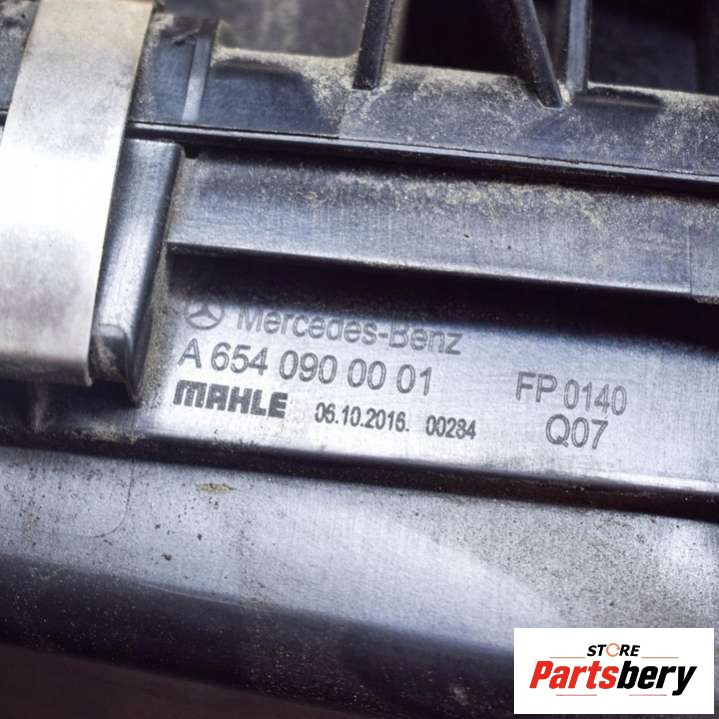 Mercedes-Benz
A 654 090 00 01
MAHLE 06.10.2016. 00284
FP 0140
Q07
STORE
Partsbery